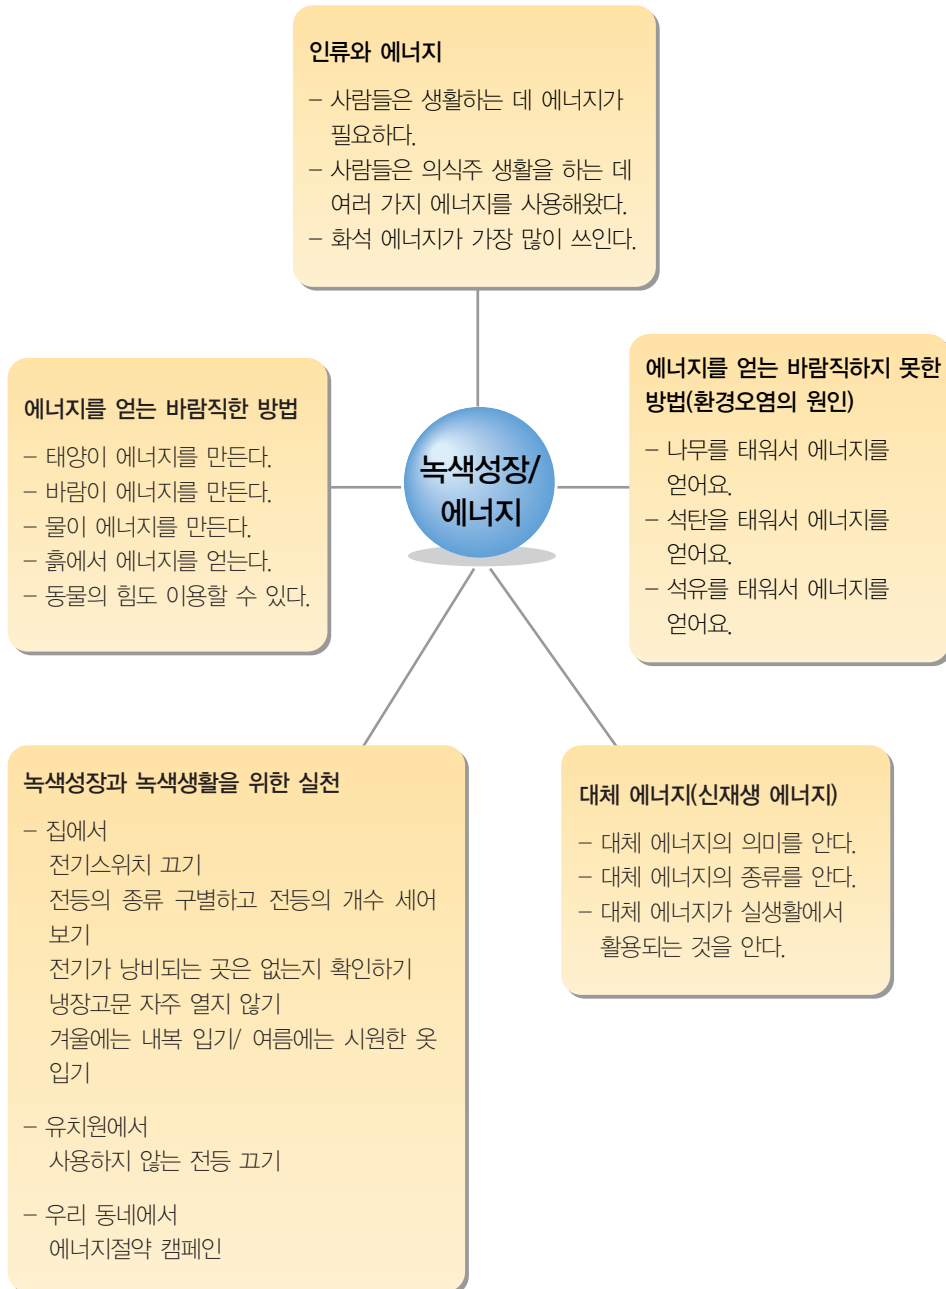 인류와 에너지
– 사람들은 생활하는 데 에너지가
필요하다.
– 사람들은 의식주 생활을 하는 데
여러 가지 에너지를 사용해왔다.
– 화석 에너지가 가장 많이 쓰인다.
에너지를 얻는 바람직한 방법
– 태양이 에너지를 만든다.
– 바람이 에너지를 만든다.
– 물이 에너지를 만든다.
– 흙에서 에너지를 얻는다.
– 동물의 힘도 이용할 수 있다.
녹색성장/
에너지
에너지를 얻는 바람직하지 못한
방법(환경오염의 원인)
– 나무를 태워서 에너지를
얻어요.
– 석탄을 태워서 에너지를
얻어요.
– 석유를 태워서 에너지를
얻어요.
녹색성장과 녹색생활을 위한 실천
– 집에서
전기스위치 끄기
전등의 종류 구별하고 전등의 개수 세어
보기
전기가 낭비되는 곳은 없는지 확인하기
냉장고문 자주 열지 않기
겨울에는 내복 입기/ 여름에는 시원한 옷
입기
– 유치원에서
사용하지 않는 전등 끄기
– 우리 동네에서
에너지절약 캠페인
대체 에너지(신재생 에너지)
– 대체 에너지의 의미를 안다.
– 대체 에너지의 종류를 안다.
– 대체 에너지가 실생활에서
활용되는 것을 안다.